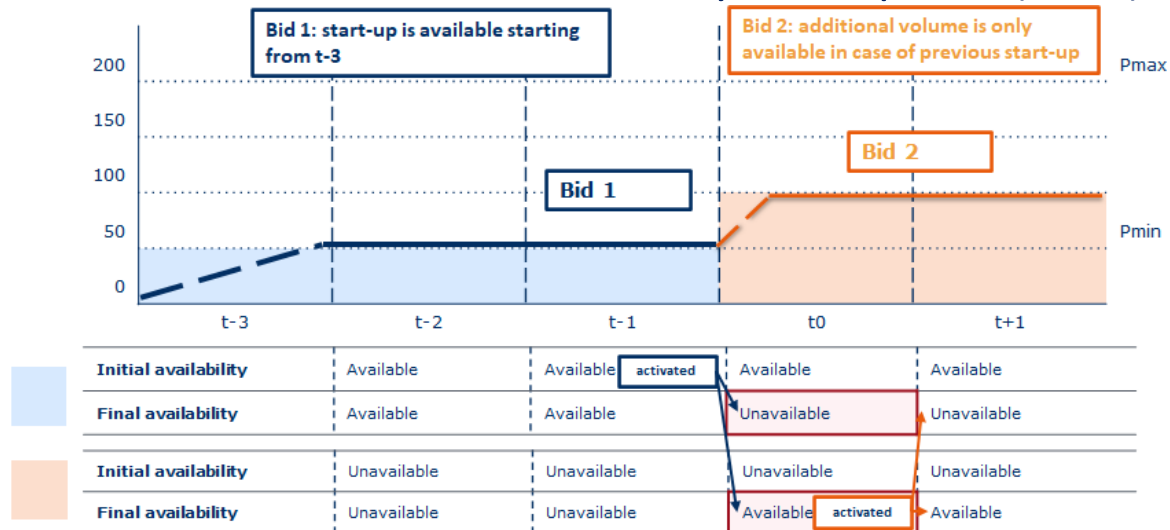 Bid 1: start-up is available starting
from t-3
Bid 2: additional volume is only
available in case of previous start-up
200
Pmax
150
Bid 2
100
Bid 1
50
Pmin
0
t-3 t-2 t-1 t0 t+1
Initial availability Available Available activated Available Available
Final availability Available Available Unavailable Unavailable
Initial availability Unavailable Unavailable Unavailable Unavailable
Final availability Unavailable Unavailable Available activated Available